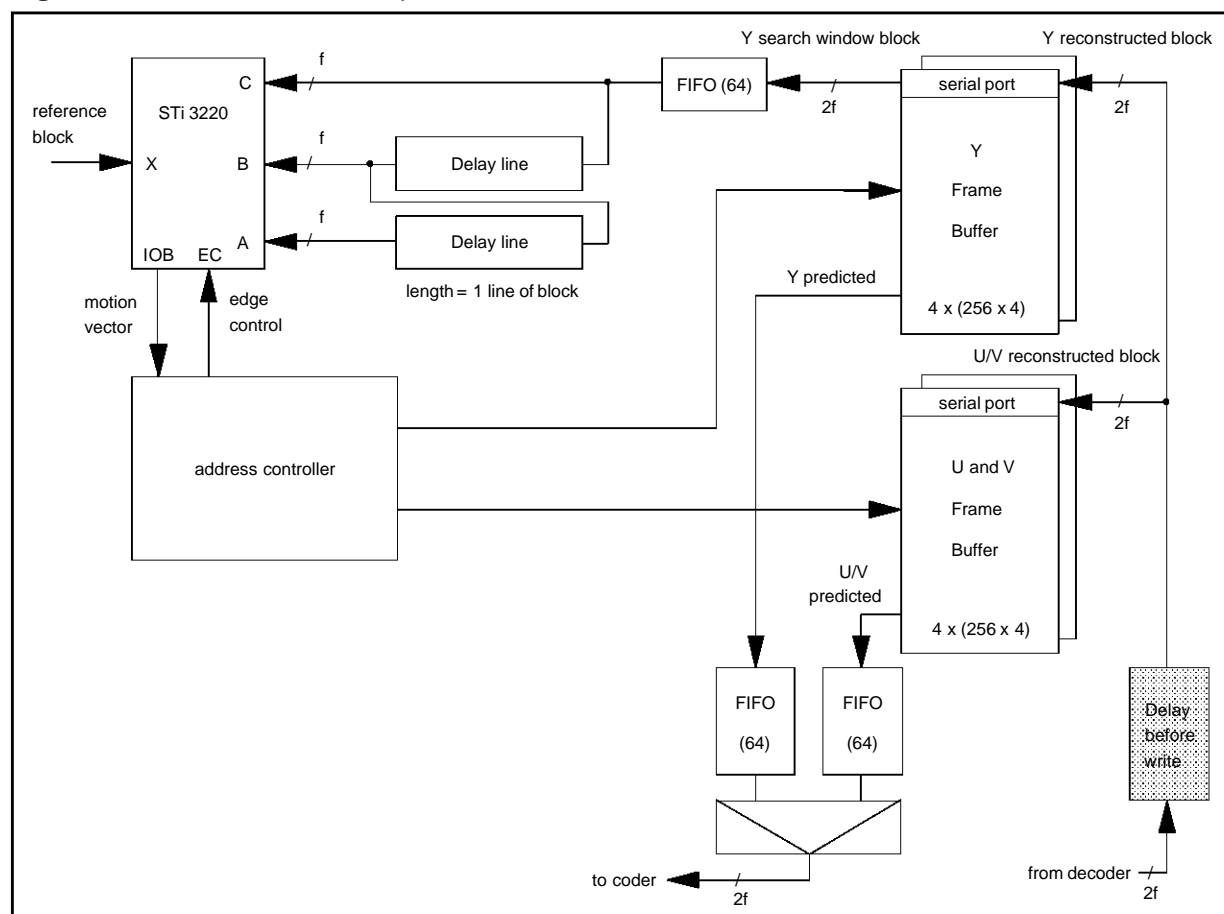 Y search window block
Y reconstructed block
f
C
FIFO (64)
serial port
2f
2f
reference
block
STi 3220
f
X
B
Delay line
Y
Frame
Buffer
f
A
Delay line
IOB
EC
length = 1 line of block
Y predicted
4 x (256 x 4)
motion
vector
edge
control
U/V reconstructed block
serial port
2f
address controller
U and V
Frame
Buffer
U/V
predicted
4 x (256 x 4)
FIFO
(64)
FIFO
(64)
Delay
before
write
to coder
2f
from decoder
2f